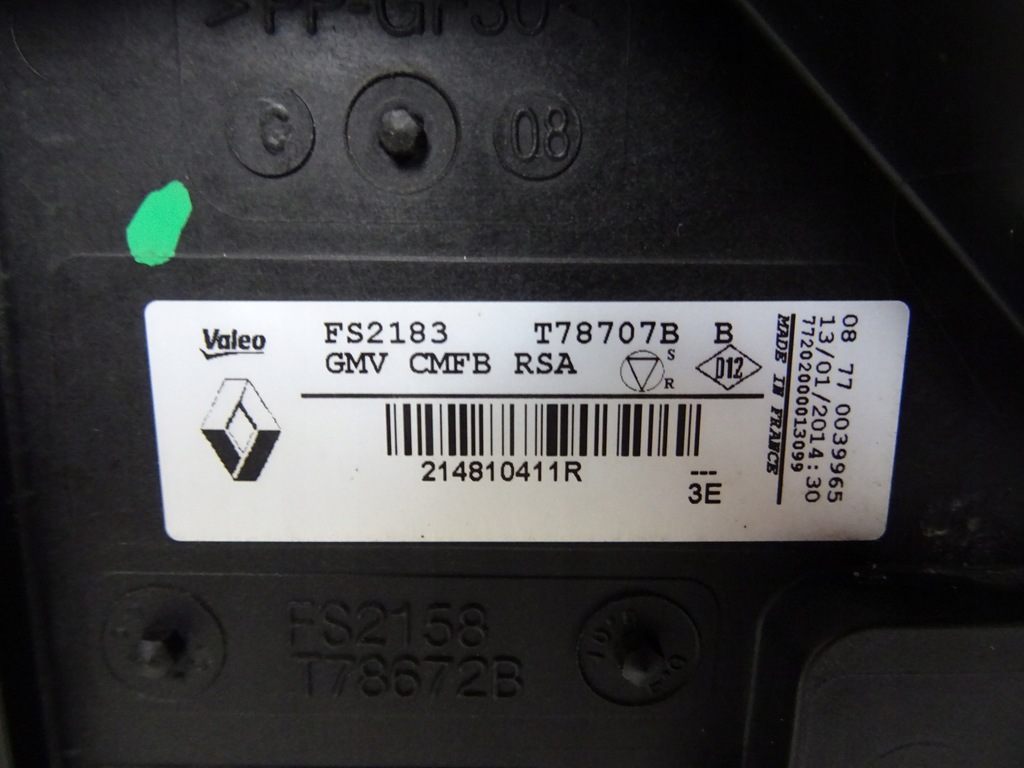 >PP-GF30<
C 08
Valeo
FS2183 T78707B B
GMV CMFB RSA S R D12
214810411R
---
3E
MADE IN FRANCE
7720200013099
13/01/2014:30
08 77 0039965
FS2158
T78672B